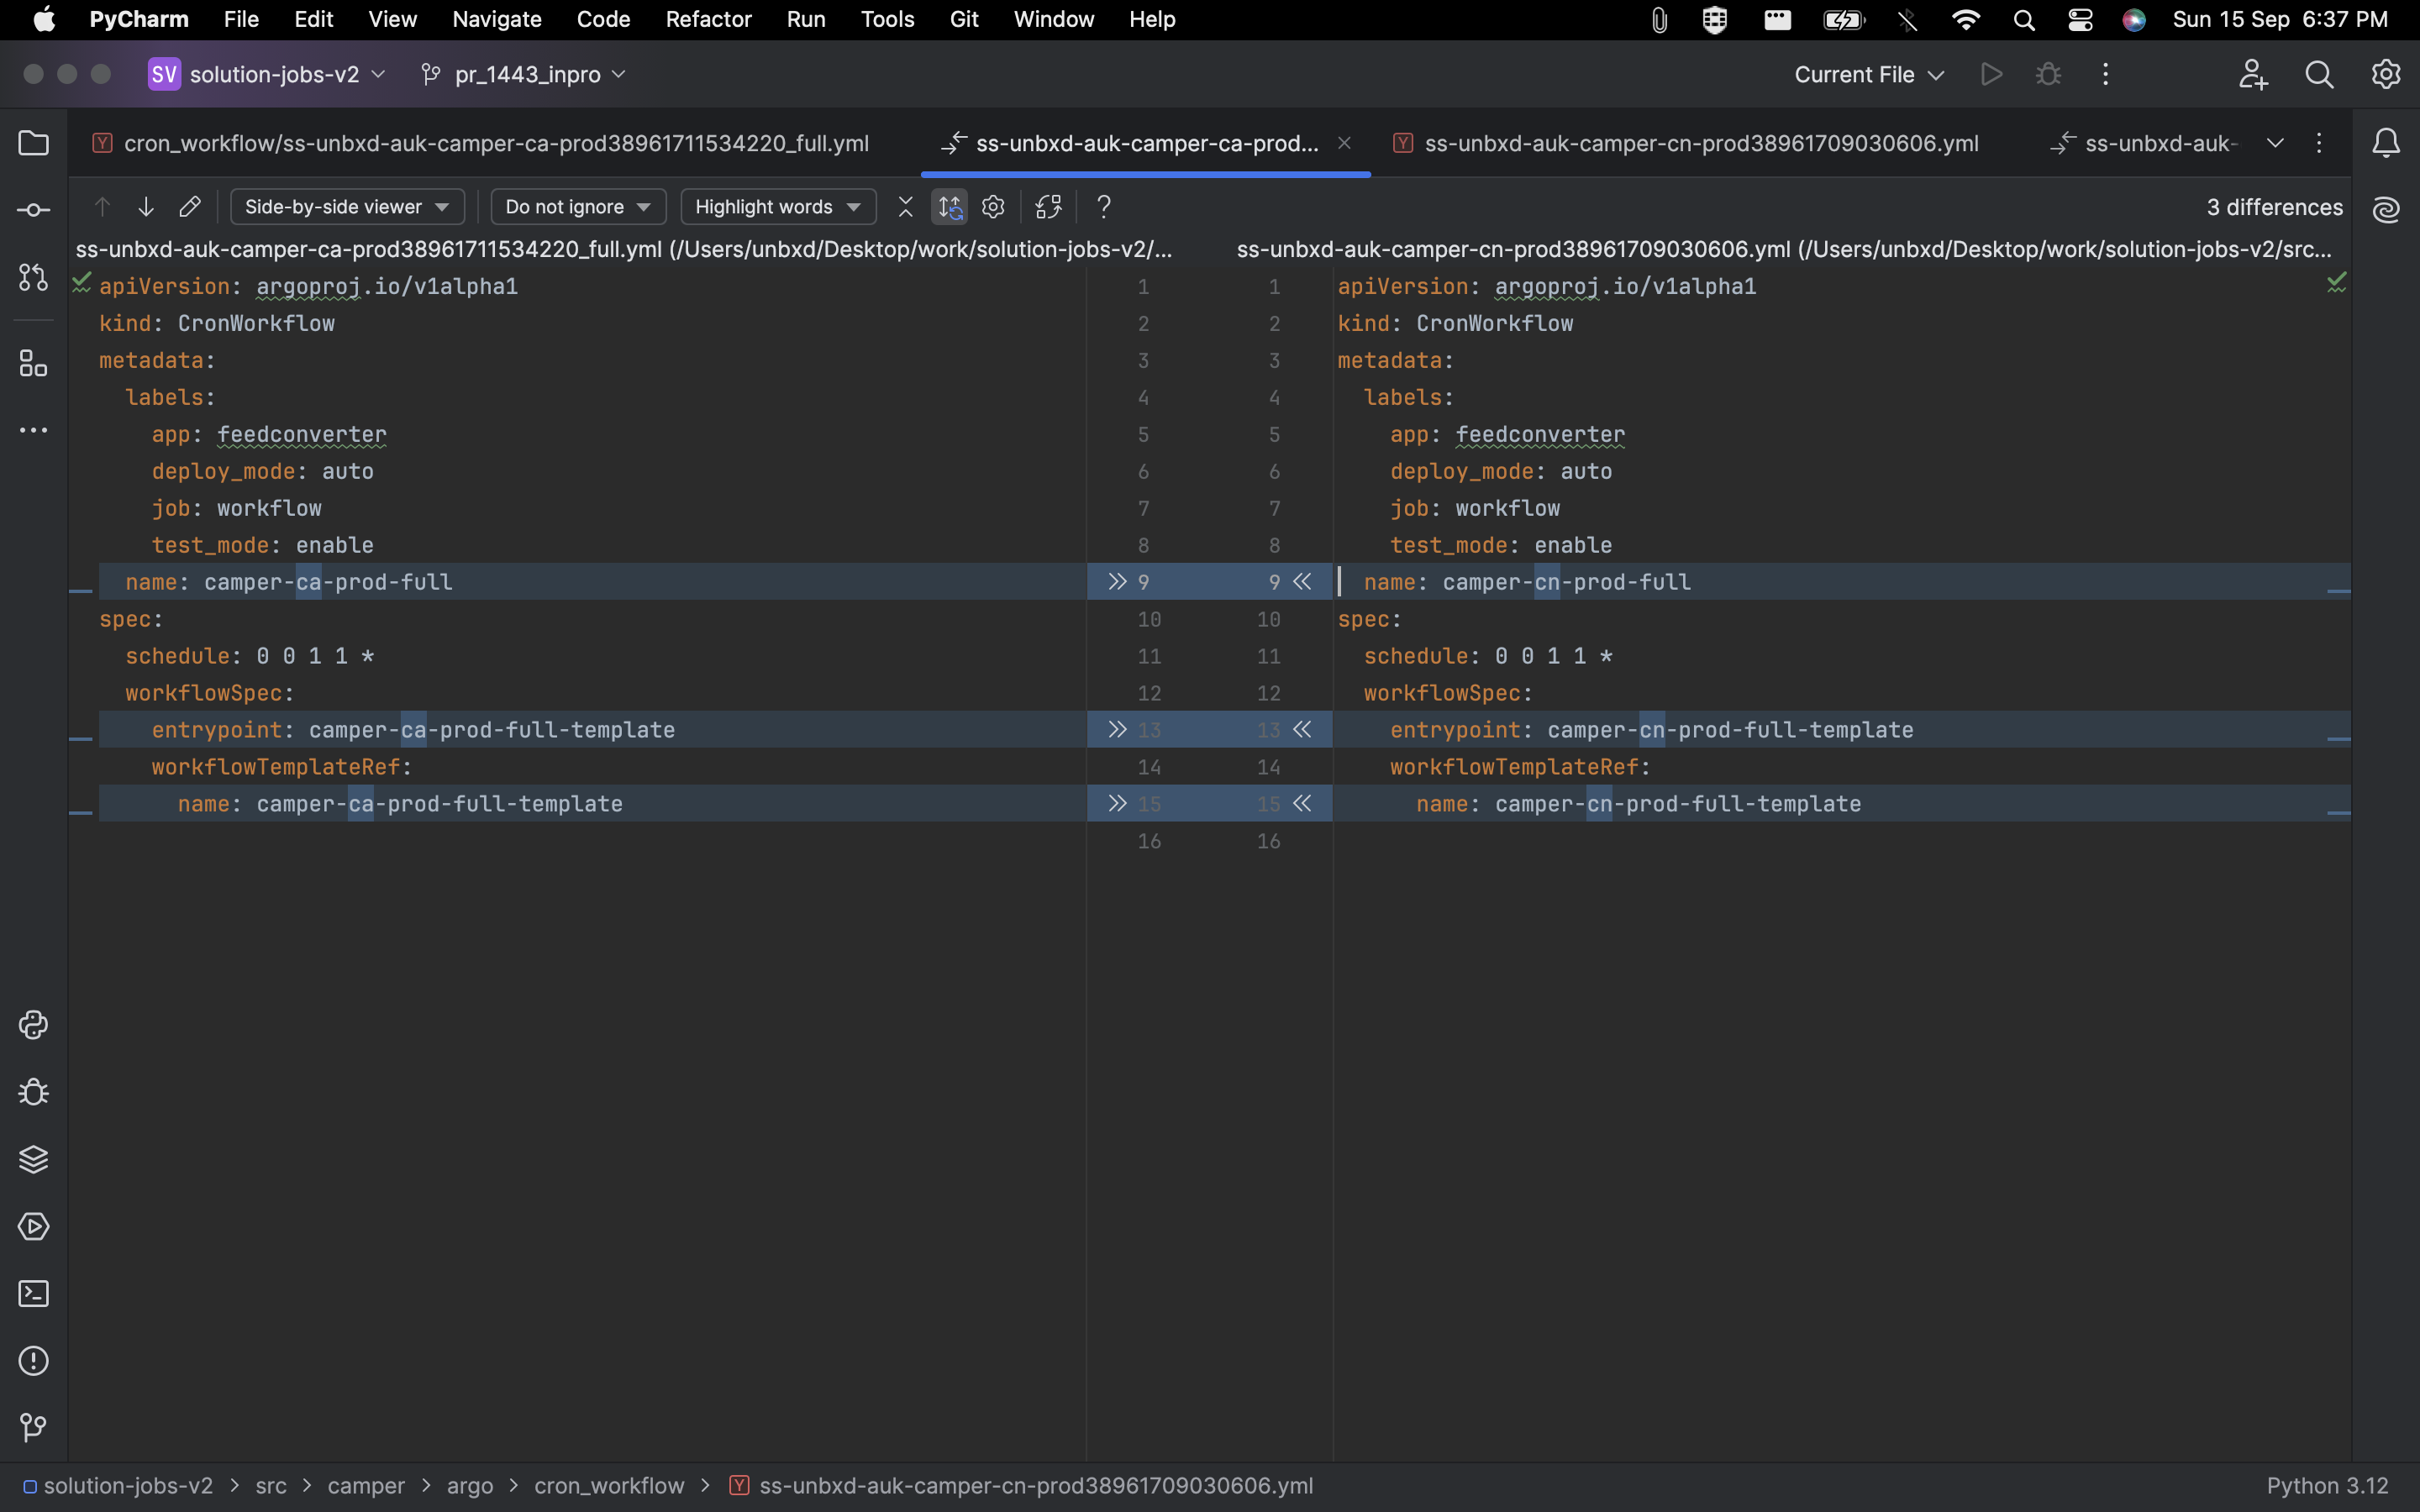 PyCharm File Edit View Navigate Code Refactor Run Tools Git Window Help Sun 15 Sep 6:37 PM
SV solution-jobs-v2 pr_1443_inpro Current File
cron_workflow/ss-unbxd-auk-camper-ca-prod38961711534220_full.yml ss-unbxd-auk-camper-ca-prod... ss-unbxd-auk-camper-cn-prod38961709030606.yml ss-unbxd-auk-
Side-by-side viewer Do not ignore Highlight words ? 3 differences
ss-unbxd-auk-camper-ca-prod38961711534220_full.yml (/Users/unbxd/Desktop/work/solution-jobs-v2/... ss-unbxd-auk-camper-cn-prod38961709030606.yml (/Users/unbxd/Desktop/work/solution-jobs-v2/src...
apiVersion: argoproj.io/v1alpha1 1 1 apiVersion: argoproj.io/v1alpha1
kind: CronWorkflow 2 2 kind: CronWorkflow
metadata: 3 3 metadata:
labels: 4 4 labels:
app: feedconverter 5 5 app: feedconverter
deploy_mode: auto 6 6 deploy_mode: auto
job: workflow 7 7 job: workflow
test_mode: enable 8 8 test_mode: enable
name: camper-ca-prod-full 9 9 name: camper-cn-prod-full
spec: 10 10 spec:
schedule: 0 0 1 1 * 11 11 schedule: 0 0 1 1 *
workflowSpec: 12 12 workflowSpec:
entrypoint: camper-ca-prod-full-template 13 13 entrypoint: camper-cn-prod-full-template
workflowTemplateRef: 14 14 workflowTemplateRef:
name: camper-ca-prod-full-template 15 15 name: camper-cn-prod-full-template
16 16
solution-jobs-v2 > src > camper > argo > cron_workflow > ss-unbxd-auk-camper-cn-prod38961709030606.yml Python 3.12